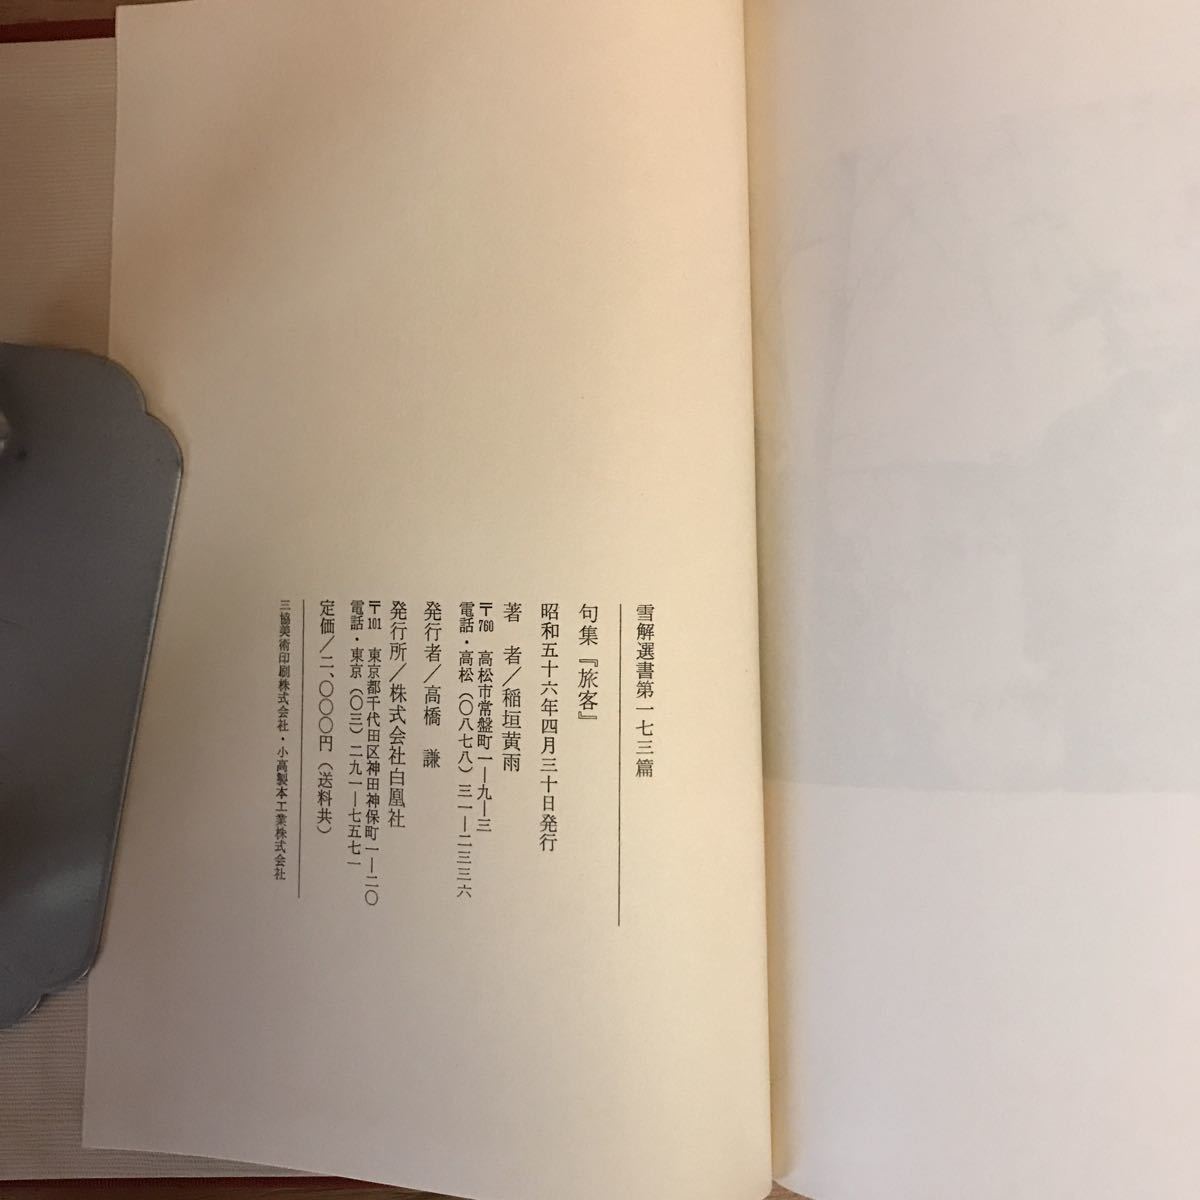 雪解選書第一七三篇
句集『旅客』
昭和五十六年四月三十日発行
著　者／稲垣黄雨
〒760 高松市常盤町一―九―三
電話・高松（〇八七八）三一―二三三六
発行者／高橋　謙
発行所／株式会社白凰社
〒101 東京都千代田区神田神保町一―二〇
電話・東京（〇三）二九一―七五七一
定価／二、〇〇〇円（送料共）
三協美術印刷株式会社・小高製本工業株式会社